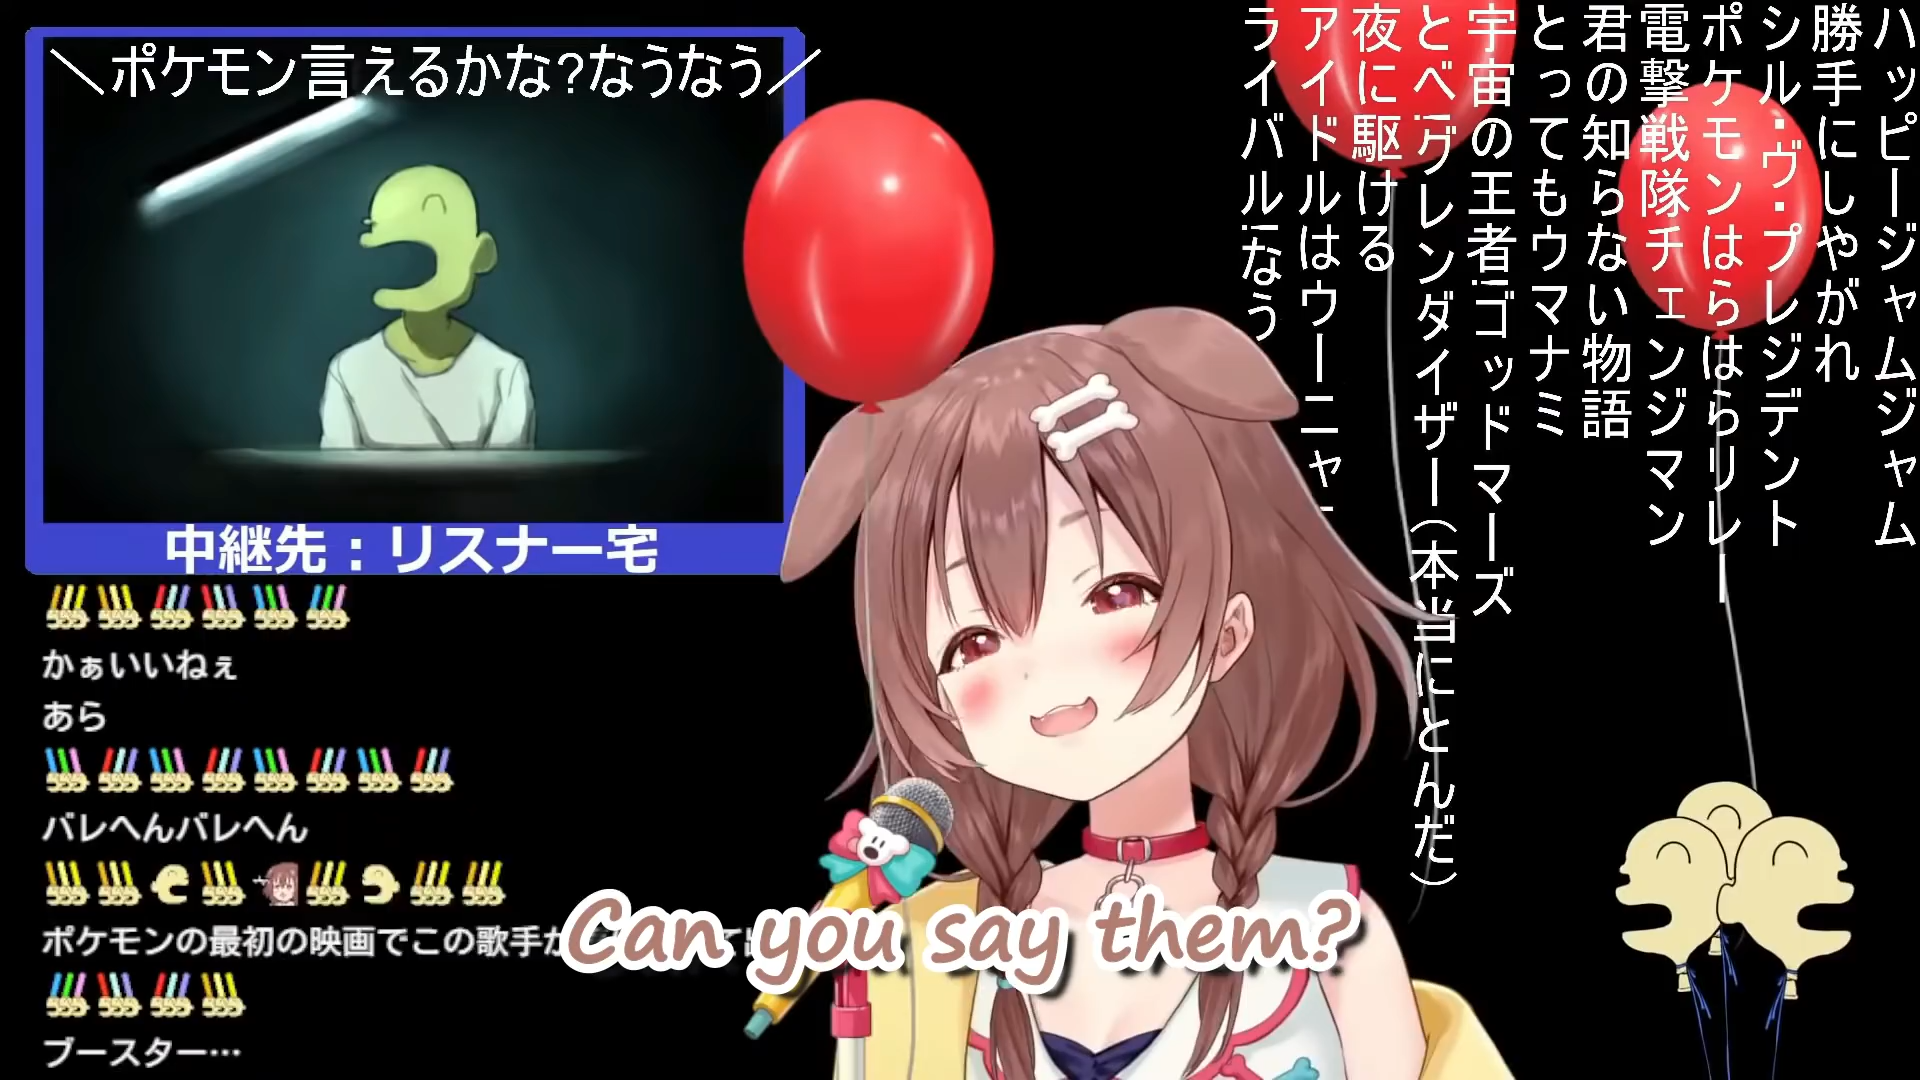 ＼ポケモン言えるかな?なうなう／
中継先：リスナー宅
かぁいいねぇ
あら
バレへんバレへん
ポケモンの最初の映画でこの歌手が
ブースター…
ハッピージャムジャム
勝手にしやがれ
シル・ヴ・プレジデント
ポケモンはらはらリレー
電撃戦隊チェンジマン
君の知らない物語
とってもウマナミ
宇宙の王者!ゴッドマーズ
とべ!グレンダイザー(本当にとんだ)
夜に駆ける
アイドルはウーニャー
ライバル!なう
Can you say them?